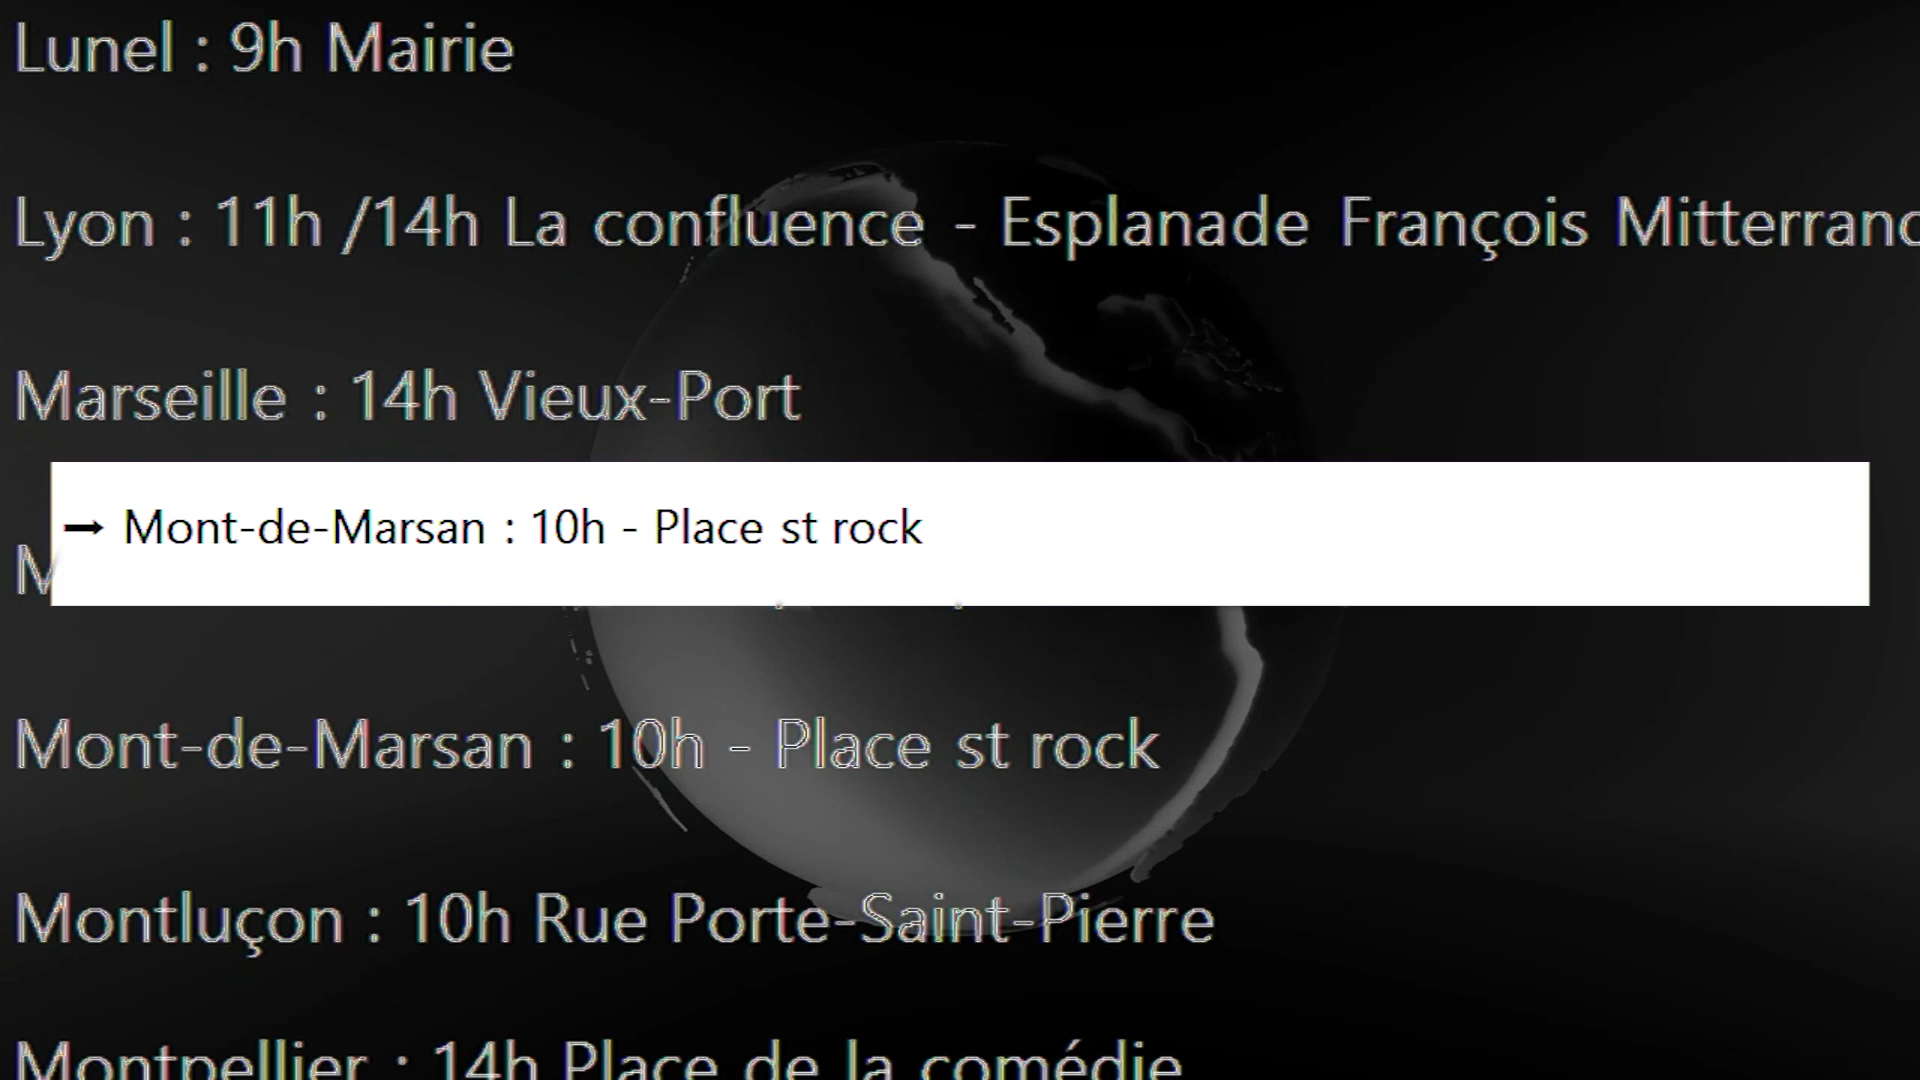 Lunel : 9h Mairie
Lyon : 11h /14h La confluence - Esplanade François Mitterrand
Marseille : 14h Vieux-Port
→ Mont-de-Marsan : 10h - Place st rock
Mont-de-Marsan : 10h - Place st rock
Montluçon : 10h Rue Porte-Saint-Pierre
Montpellier : 14h Place de la comédie